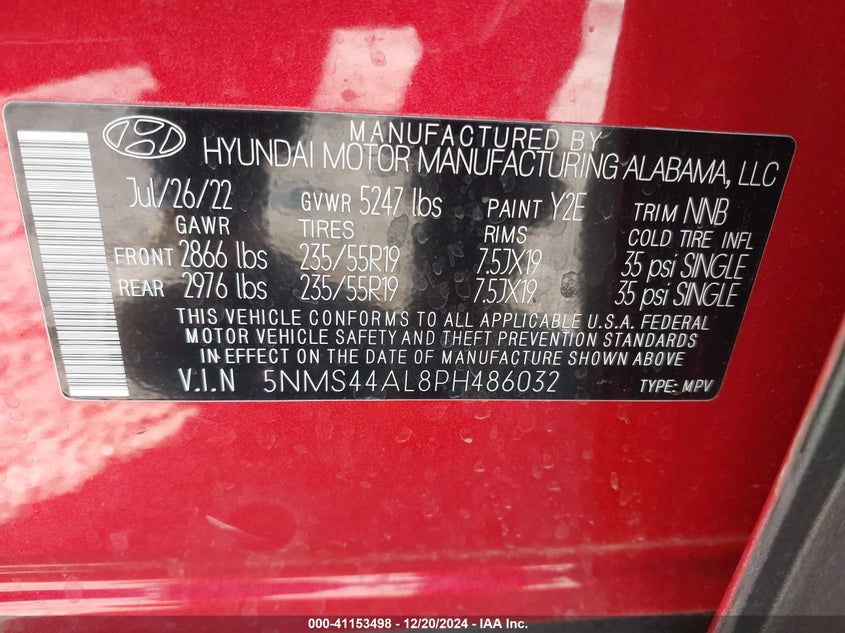 MANUFACTURED BY
HYUNDAI MOTOR MANUFACTURING ALABAMA, LLC
Jul/26/22 GVWR 5247 lbs PAINT Y2E TRIM NNB
GAWR TIRES RIMS COLD TIRE INFL
FRONT 2866 lbs 235/55R19 7.5JX19 35 psi SINGLE
REAR 2976 lbs 235/55R19 7.5JX19 35 psi SINGLE
THIS VEHICLE CONFORMS TO ALL APPLICABLE U.S.A. FEDERAL
MOTOR VEHICLE SAFETY AND THEFT PREVENTION STANDARDS
IN EFFECT ON THE DATE OF MANUFACTURE SHOWN ABOVE
V.I.N 5NMS44AL8PH486032 TYPE: MPV
000-41153498 - 12/20/2024 - IAA Inc.